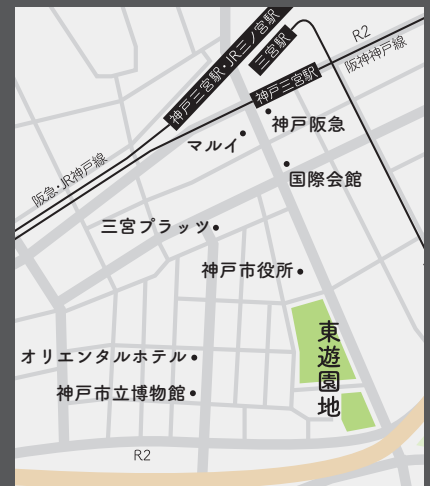 神戸三宮駅・JR三ノ宮駅
三宮駅
R2
阪神神戸線
神戸三宮駅
神戸阪急
マルイ
阪急・JR神戸線
国際会館
三宮プラッツ
神戸市役所
東遊園地
オリエンタルホテル
神戸市立博物館
R2